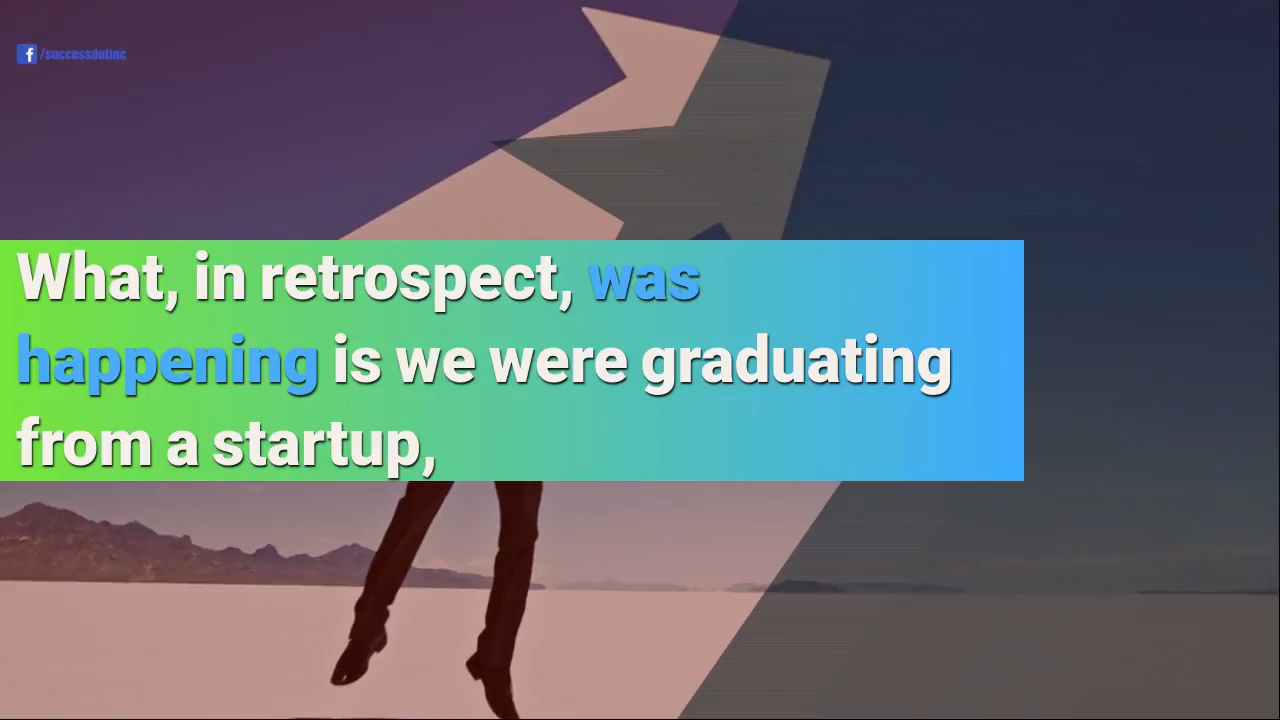 /successdotinc
What, in retrospect, was
happening is we were graduating
from a startup,